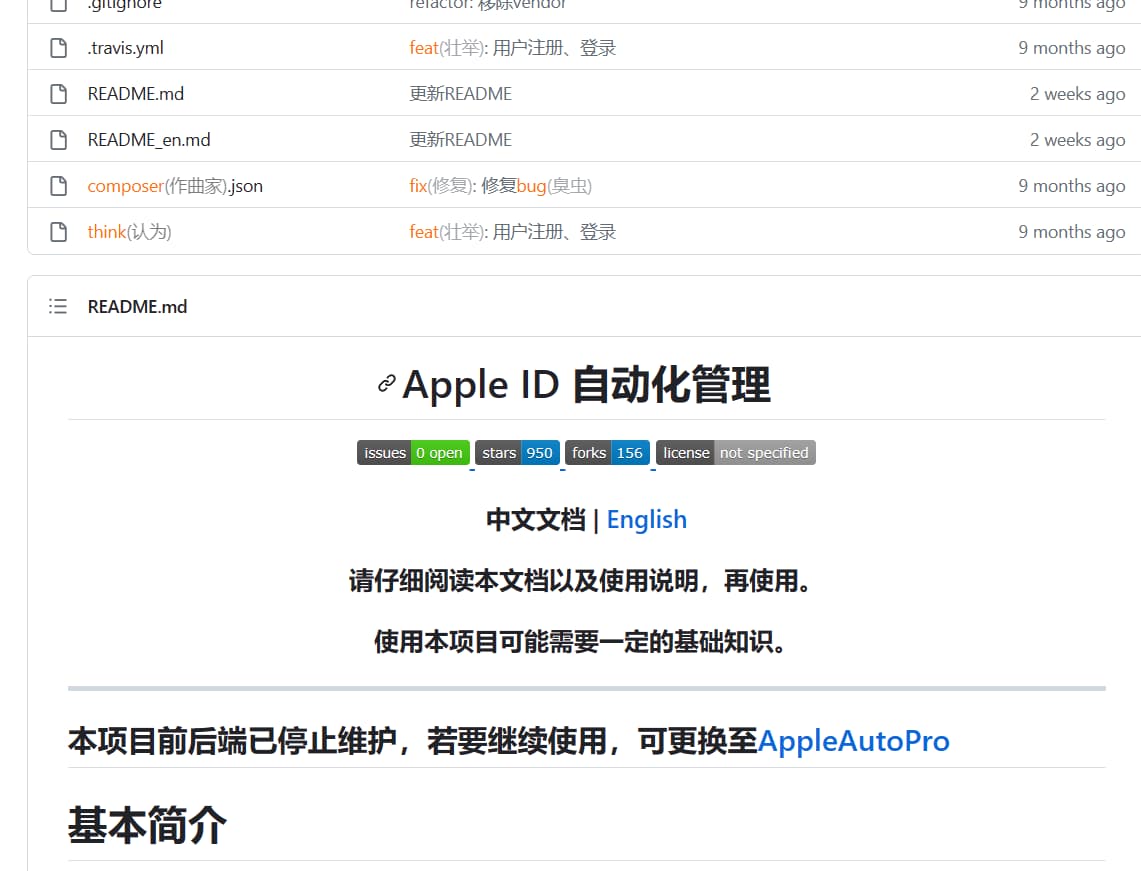 .gitignore refactor: 移除vendor 9 months ago
.travis.yml feat(壮举): 用户注册、登录 9 months ago
README.md 更新README 2 weeks ago
README_en.md 更新README 2 weeks ago
composer(作曲家).json fix(修复): 修复bug(臭虫) 9 months ago
think(认为) feat(壮举): 用户注册、登录 9 months ago
README.md
Apple ID 自动化管理
issues 0 open stars 950 forks 156 license not specified
中文文档 | English
请仔细阅读本文档以及使用说明，再使用。
使用本项目可能需要一定的基础知识。
本项目前后端已停止维护，若要继续使用，可更换至AppleAutoPro
基本简介